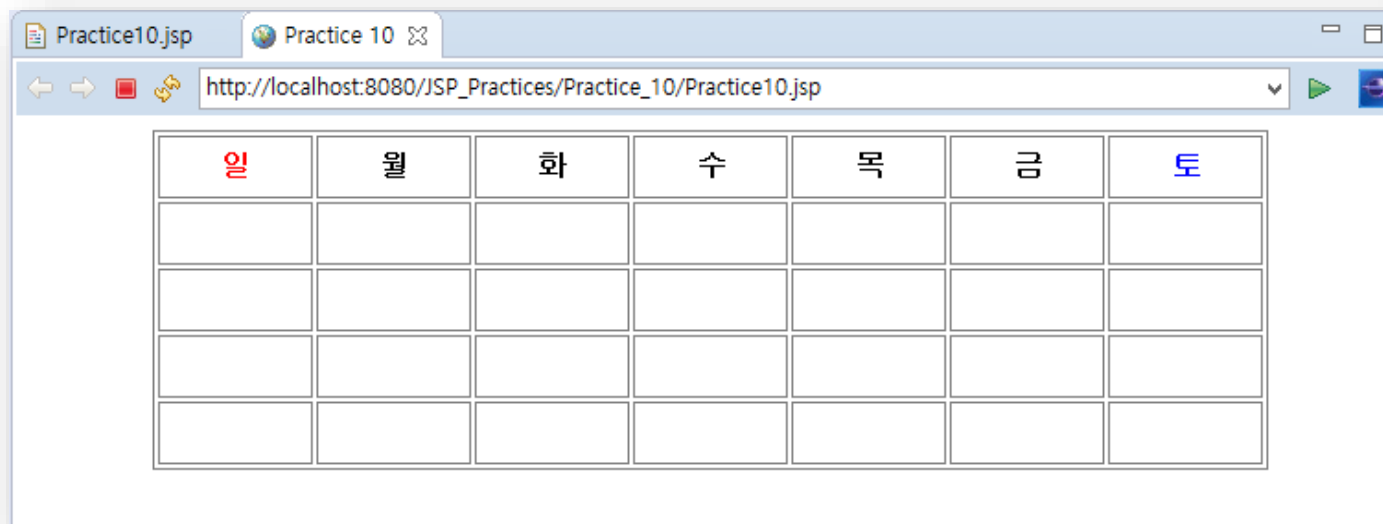 Practice10.jsp Practice 10
http://localhost:8080/JSP_Practices/Practice_10/Practice10.jsp
일 월 화 수 목 금 토